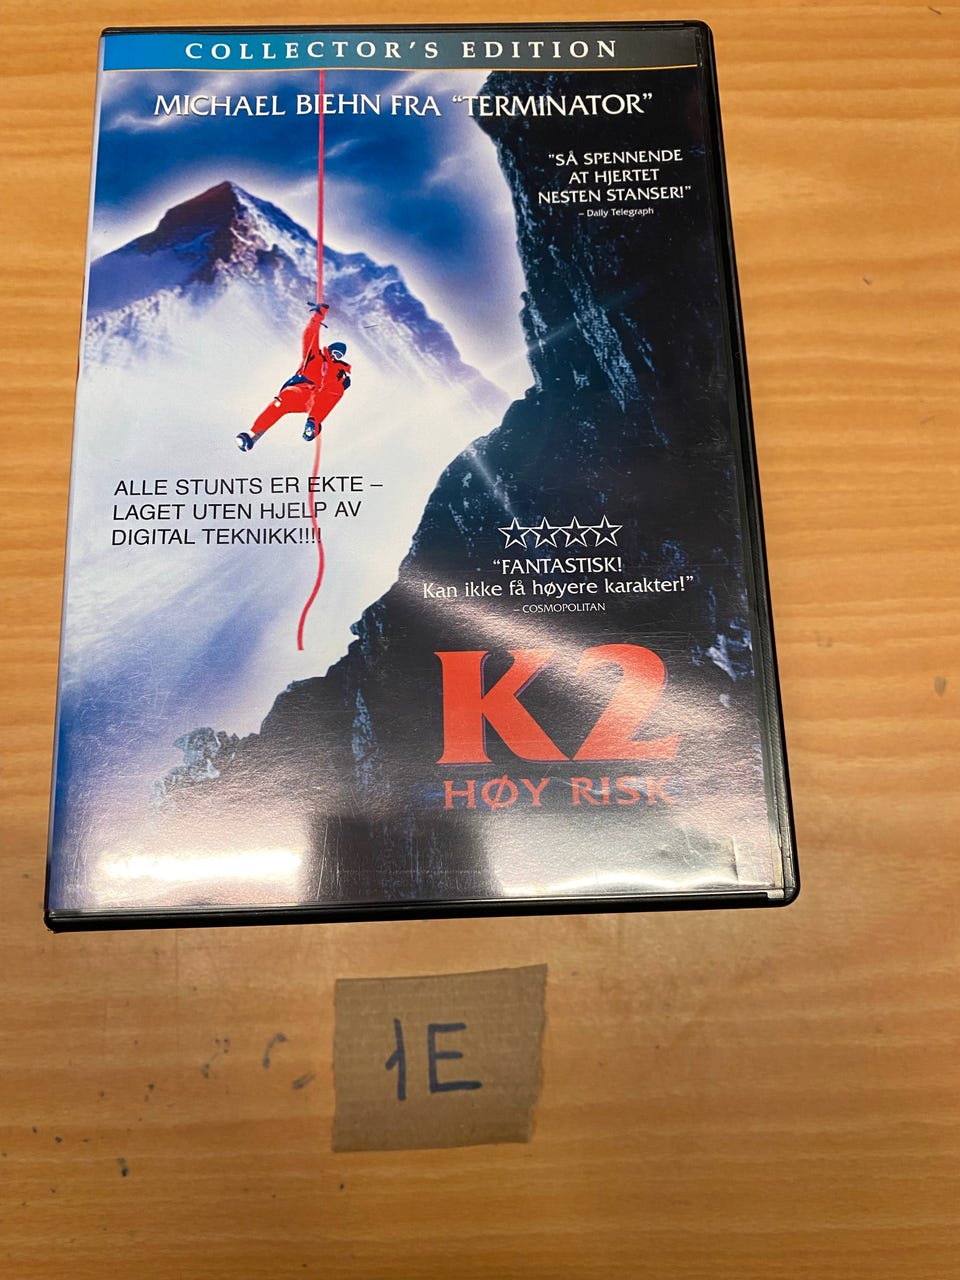 COLLECTOR'S EDITION
MICHAEL BIEHN FRA "TERMINATOR"
"SÅ SPENNENDE
AT HJERTET
NESTEN STANSER!"
– Daily Telegraph
ALLE STUNTS ER EKTE –
LAGET UTEN HJELP AV
DIGITAL TEKNIKK!!!!
"FANTASTISK!
Kan ikke få høyere karakter!"
– COSMOPOLITAN
K2
HØY RISK
1E